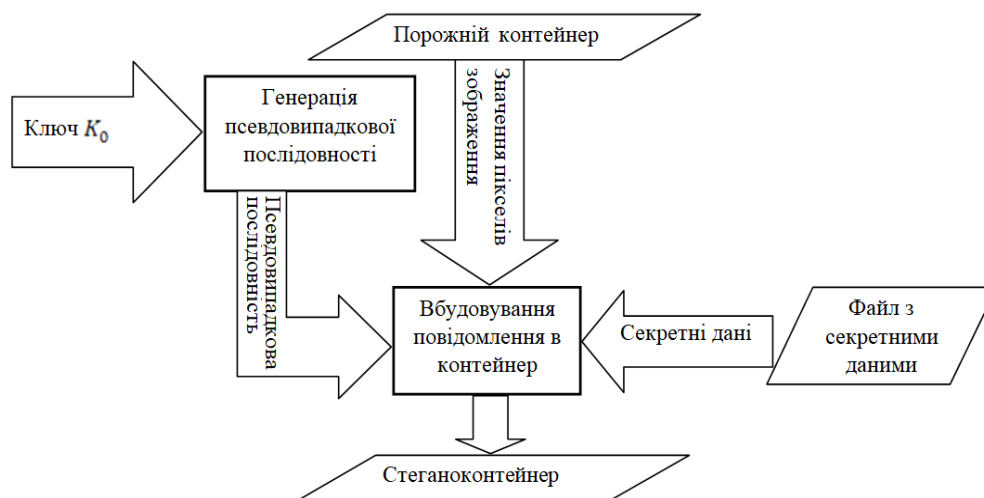 Порожній контейнер
Генерація
псевдовипадкової
послідовності
Ключ K₀
Значення пікселів
зображення
Псевдовипадкова
послідовність
Вбудовування
повідомлення в
контейнер
Секретні дані
Файл з
секретними
даними
Стеганоконтейнер